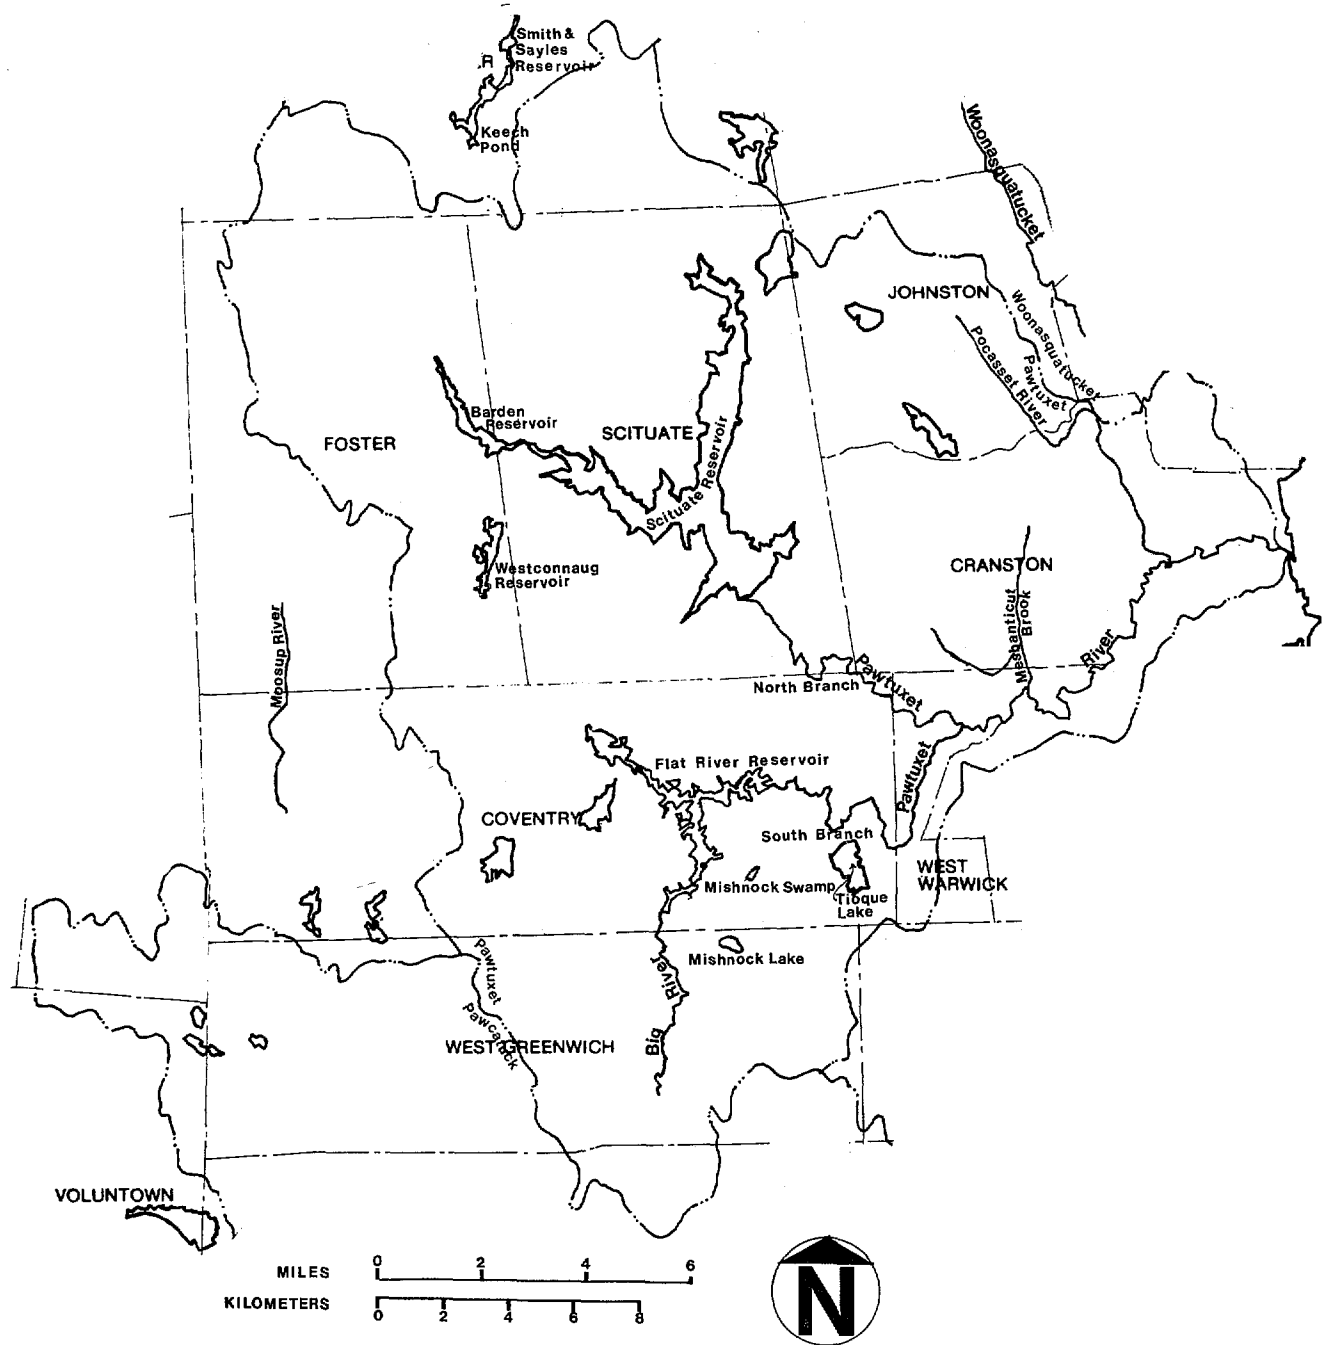 Smith &
Sayles
Reservoir
R
Keech
Pond
Woonasquatucket
JOHNSTON
Woonasquatucket
Pawtuxet
Pocasset River
Barden
Reservoir
FOSTER
SCITUATE
Scituate Reservoir
Westconnaug
Reservoir
CRANSTON
Meshanticut
Brook
Moosup River
River
Pawtuxet
North Branch
Flat River Reservoir
Pawtuxet
COVENTRY
South Branch
WEST
WARWICK
Mishnock Swamp
Tioque
Lake
Mishnock Lake
Pawtuxet
Pawcatuck
Big River
WEST GREENWICH
VOLUNTOWN
MILES
0 2 4 6
KILOMETERS
0 2 4 6 8
N